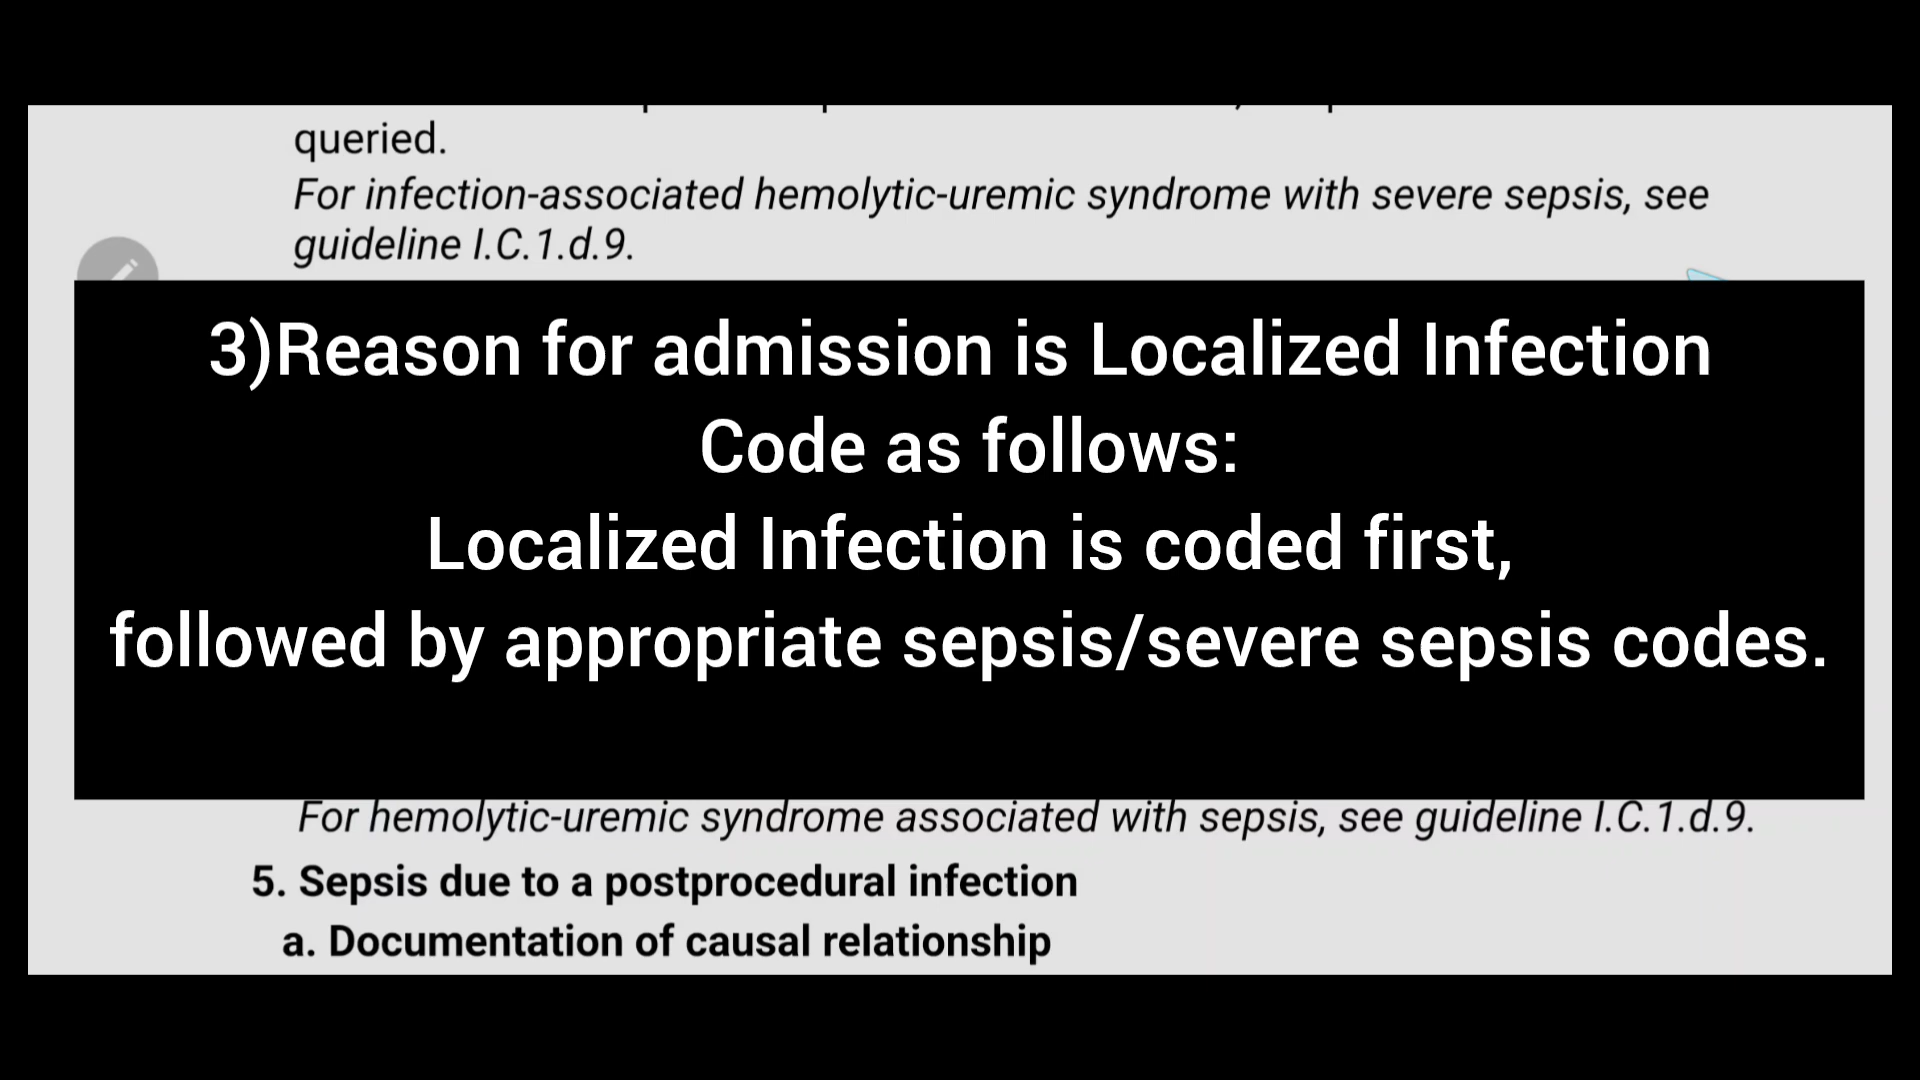 queried.
For infection-associated hemolytic-uremic syndrome with severe sepsis, see
guideline I.C.1.d.9.
3)Reason for admission is Localized Infection
Code as follows:
Localized Infection is coded first,
followed by appropriate sepsis/severe sepsis codes.
For hemolytic-uremic syndrome associated with sepsis, see guideline I.C.1.d.9.
5. Sepsis due to a postprocedural infection
a. Documentation of causal relationship